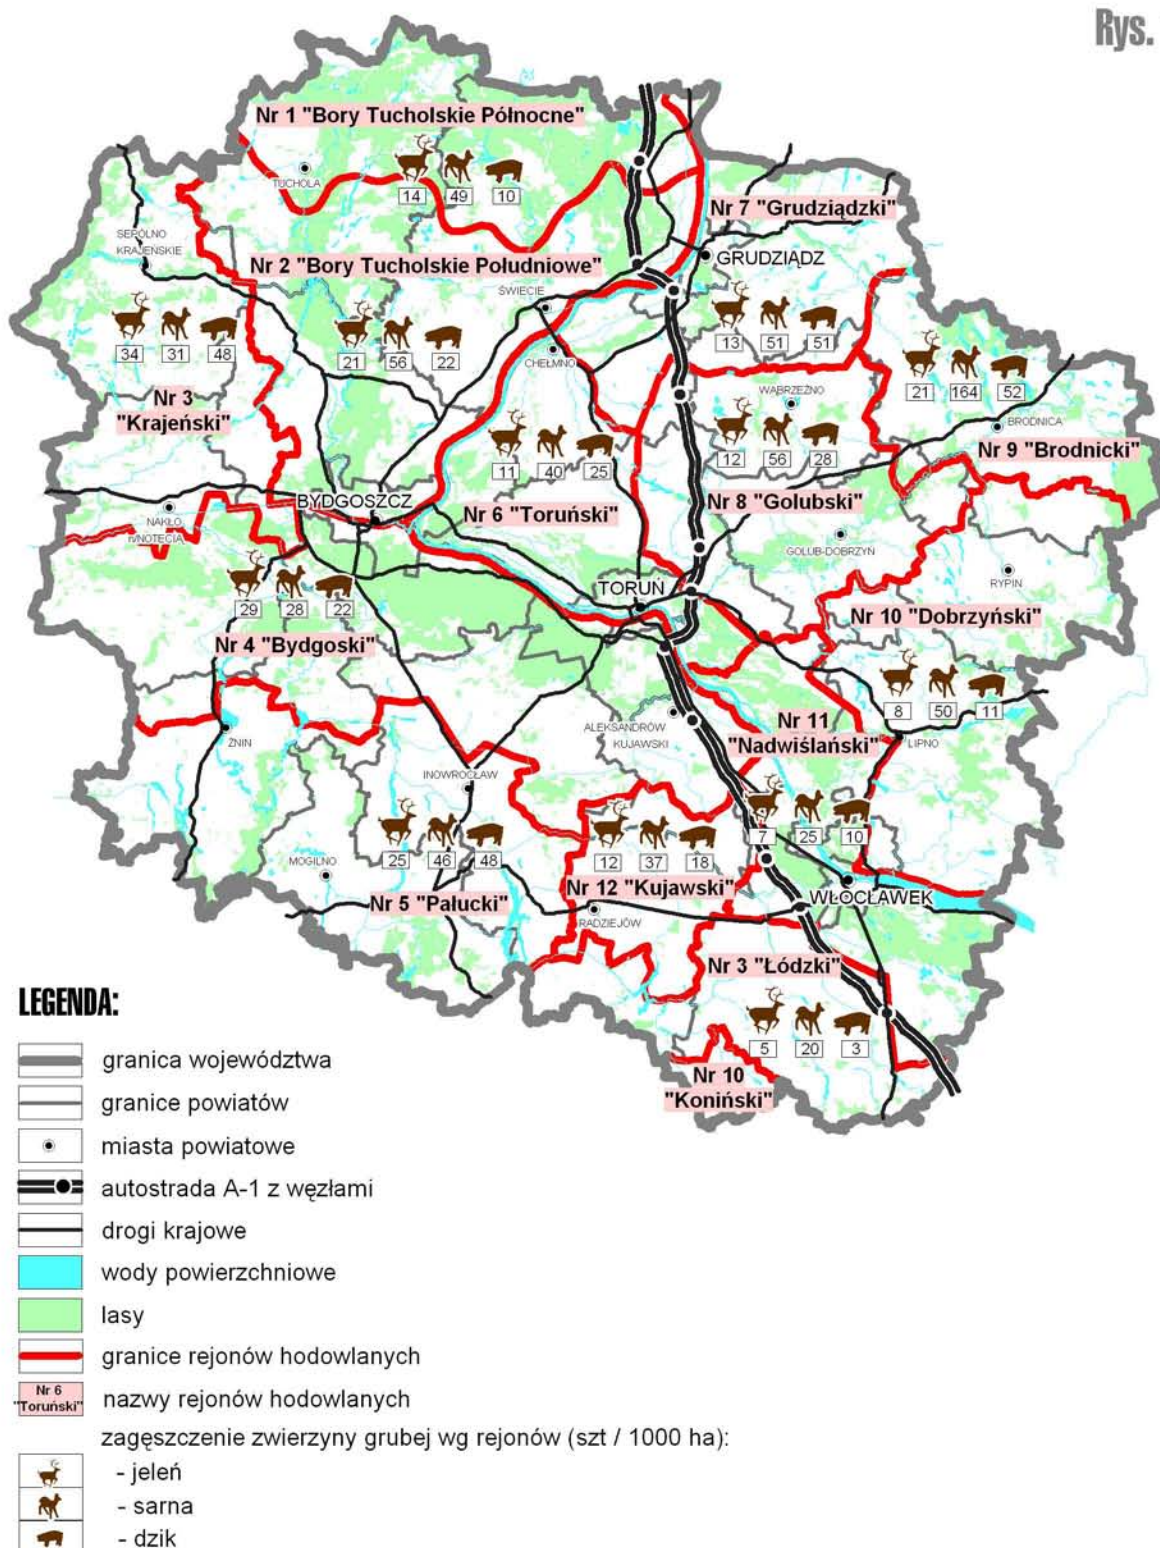 Rys.
Nr 1 "Bory Tucholskie Północne"
TUCHOLA
14 49 10
Nr 7 "Grudziądzki"
SEPÓLNO
KRAJEŃSKIE
Nr 2 "Bory Tucholskie Południowe"
GRUDZIĄDZ
ŚWIECIE
34 31 48
21 56 22
CHEŁMNO
13 51 51
21 164 52
Nr 3
"Krajeński"
WĄBRZEŹNO
BRODNICA
11 40 25
12 56 28
Nr 9 "Brodnicki"
BYDGOSZCZ
Nr 6 "Toruński"
Nr 8 "Golubski"
NAKŁO
n/NOTECIĄ
GOLUB-DOBRZYŃ
RYPIN
29 28 22
TORUŃ
Nr 10 "Dobrzyński"
Nr 4 "Bydgoski"
8 50 11
ŻNIN
ALEKSANDRÓW
KUJAWSKI
Nr 11
"Nadwiślański"
LIPNO
INOWROCŁAW
25 46 48
12 37 18
7 25 10
MOGILNO
Nr 12 "Kujawski"
WŁOCŁAWEK
Nr 5 "Pałucki"
RADZIEJÓW
Nr 3 "Łódzki"
5 20 3
Nr 10
"Koniński"
LEGENDA:
granica województwa
granice powiatów
miasta powiatowe
autostrada A-1 z węzłami
drogi krajowe
wody powierzchniowe
lasy
granice rejonów hodowlanych
Nr 6
"Toruński"
nazwy rejonów hodowlanych
zagęszczenie zwierzyny grubej wg rejonów (szt / 1000 ha):
- jeleń
- sarna
- dzik